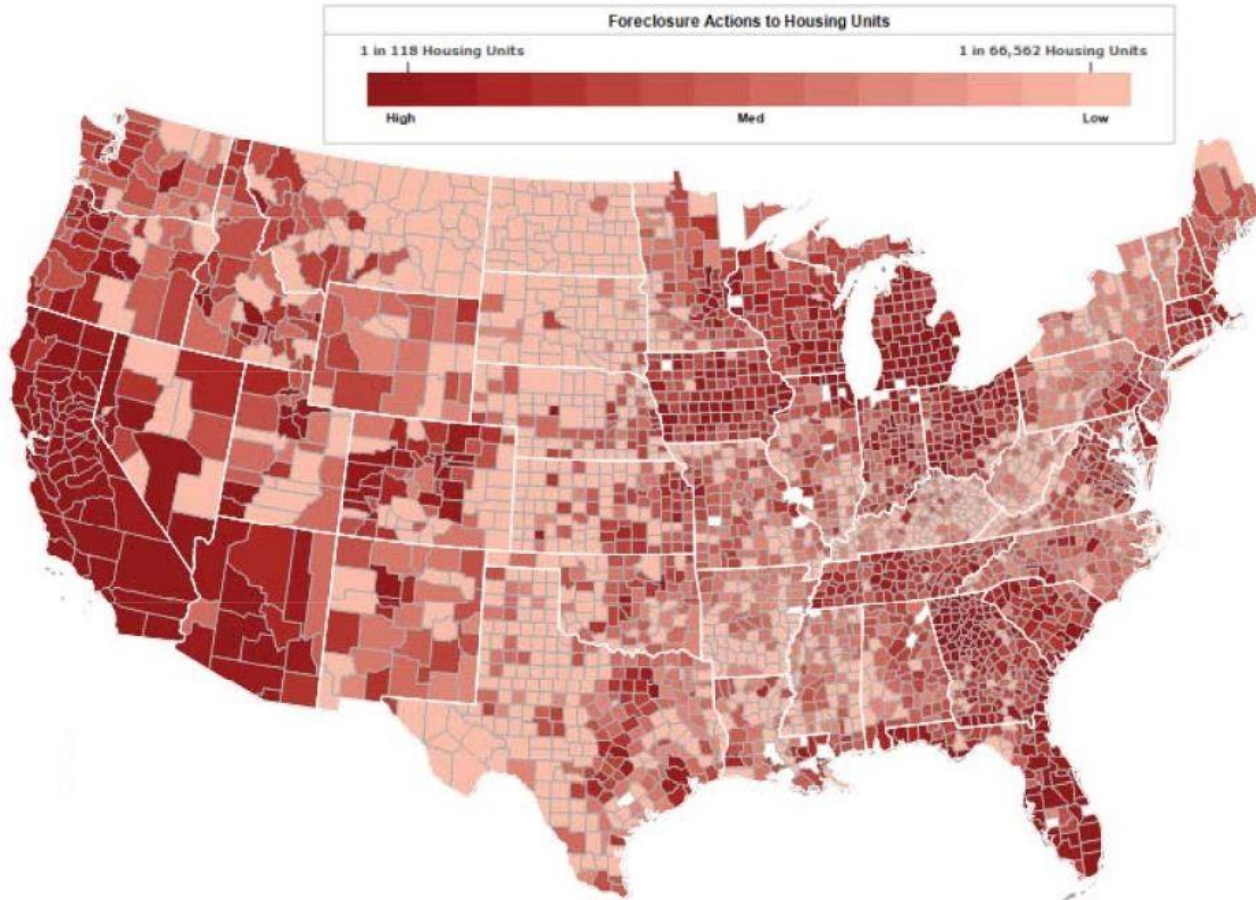 Foreclosure Actions to Housing Units
1 in 118 Housing Units 1 in 66,562 Housing Units
High Med Low